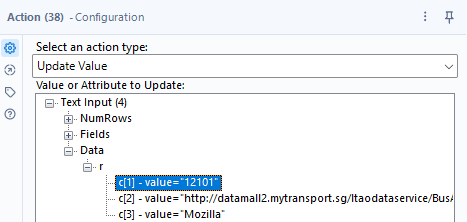 Action (38) - Configuration
Select an action type:
Update Value
Value or Attribute to Update:
Text Input (4)
NumRows
Fields
Data
r
c[1] - value="12101"
c[2] - value="http://datamall2.mytransport.sg/ltaodataservice/BusA
c[3] - value="Mozilla"